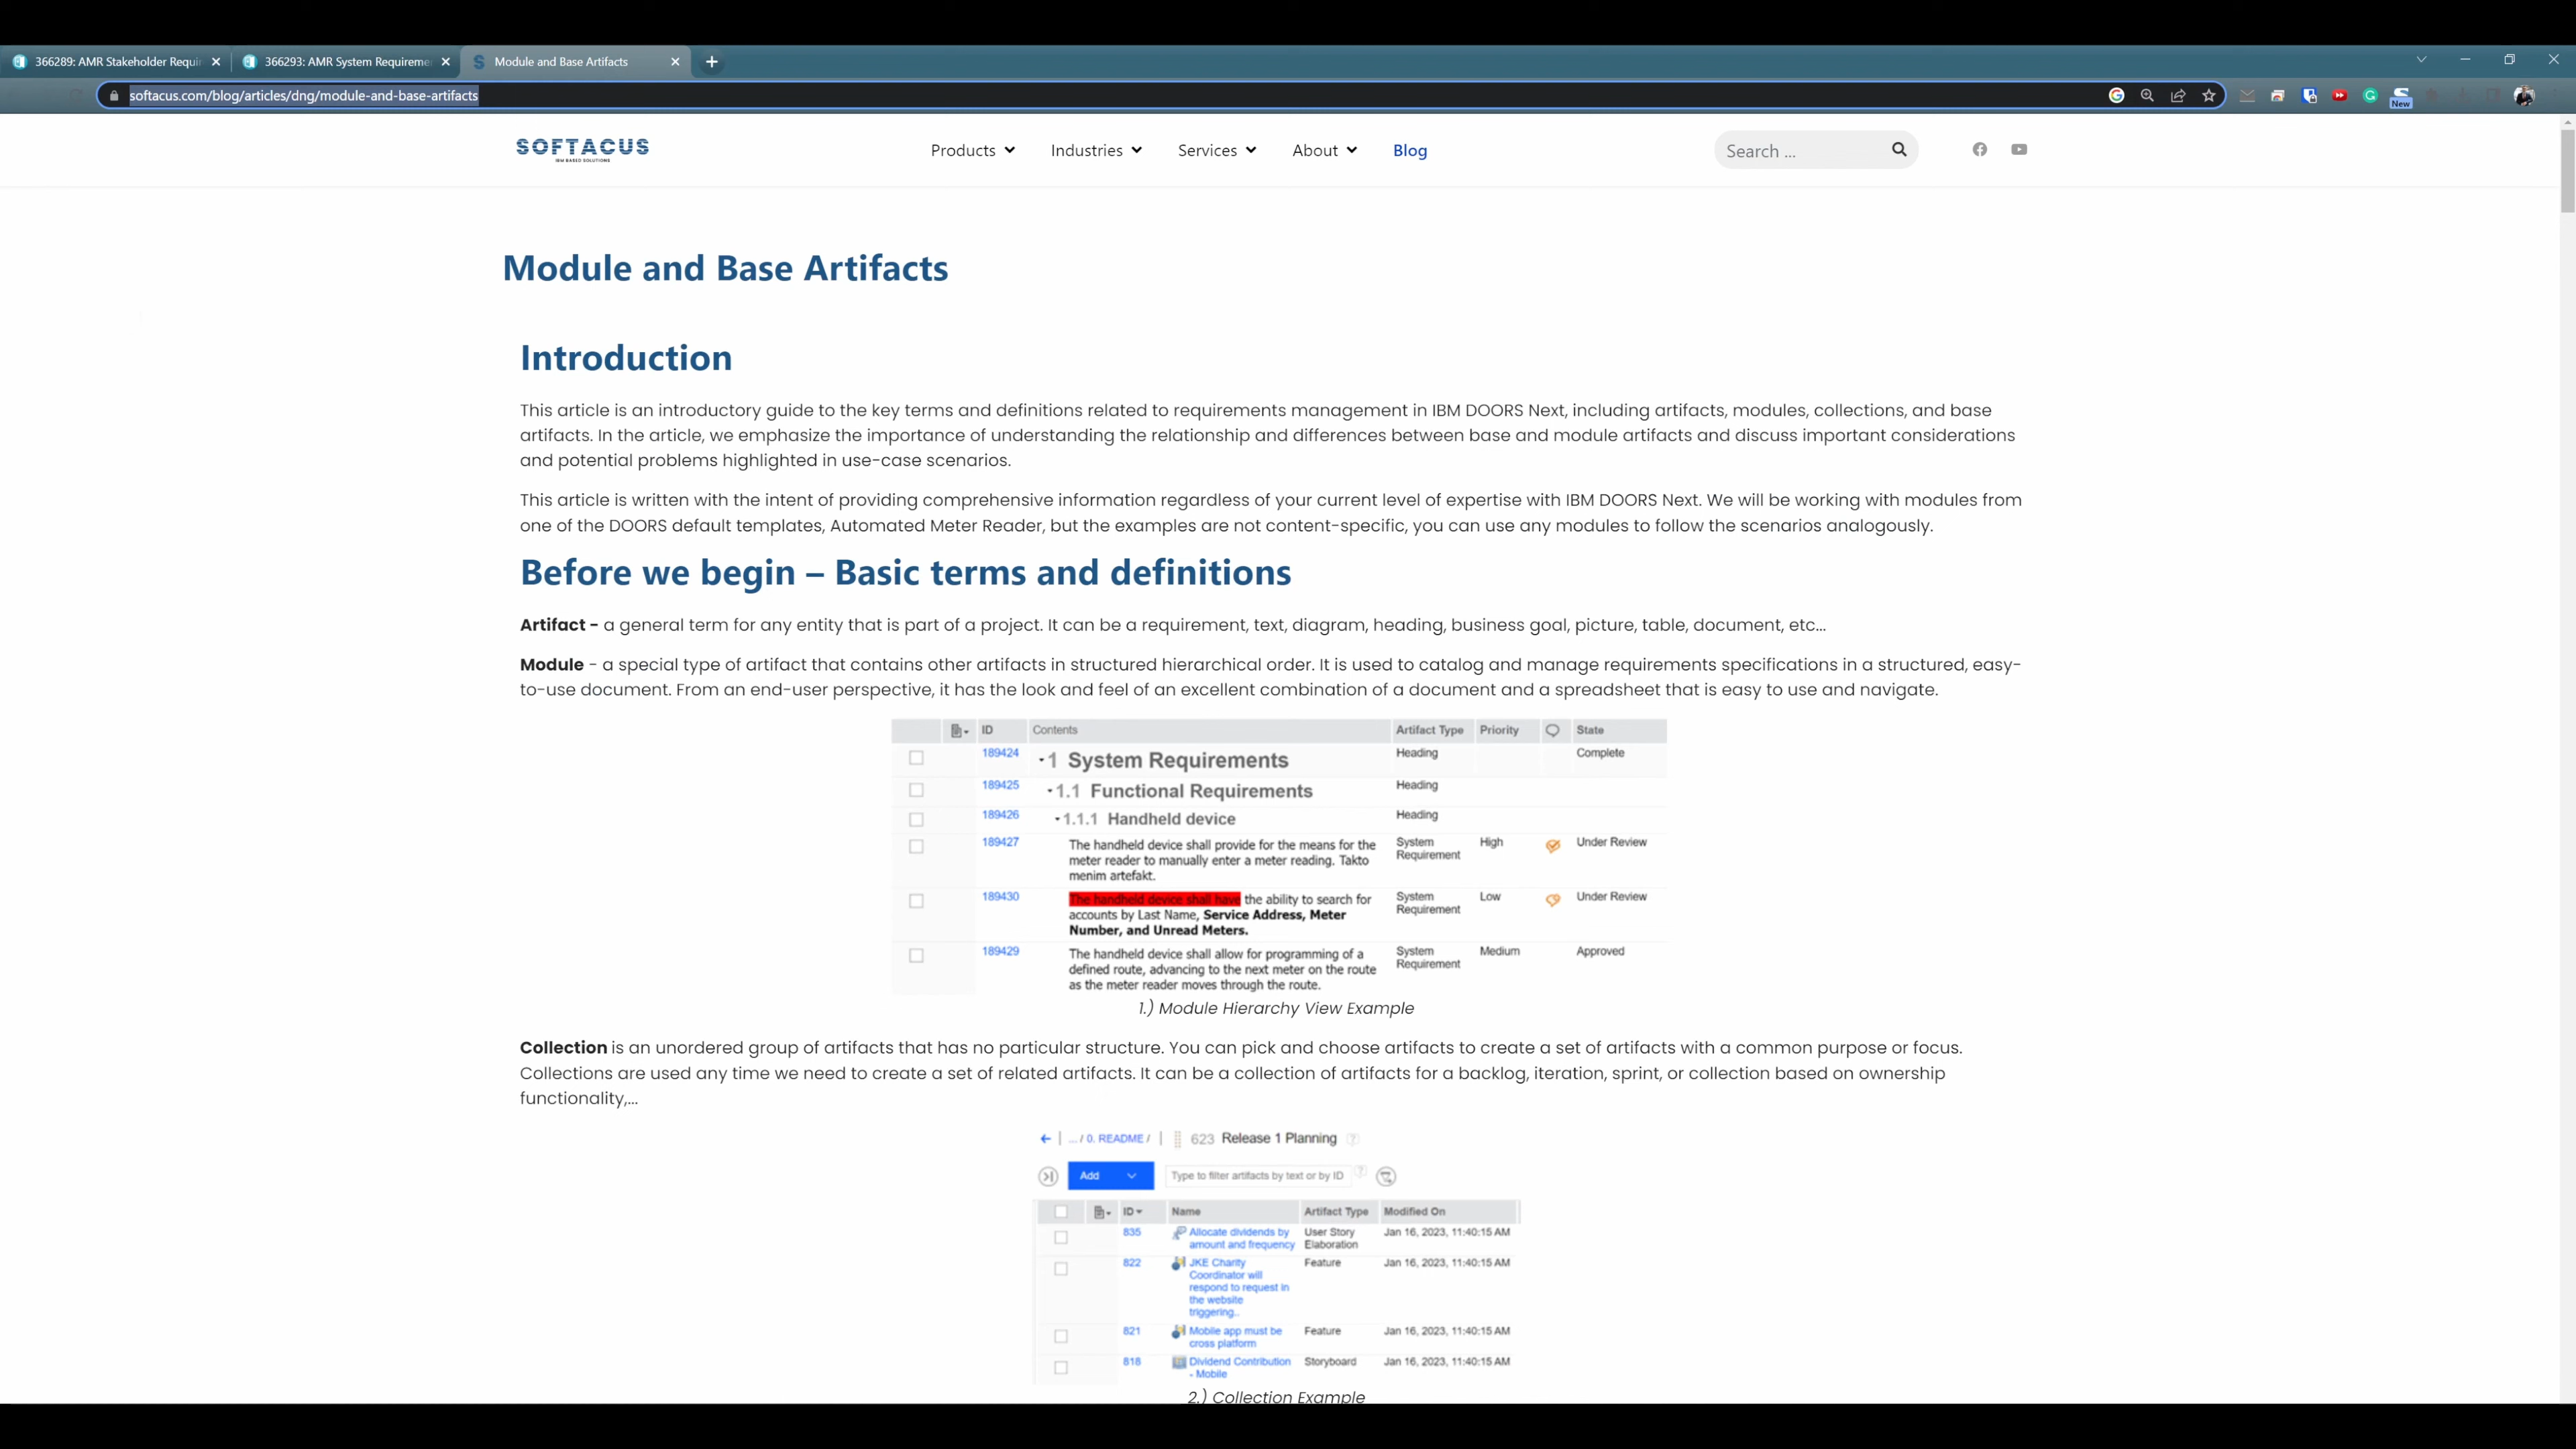 366289: AMR Stakeholder Requir
366293: AMR System Requireme
Module and Base Artifacts
softacus.com/blog/articles/dng/module-and-base-artifacts
New
SOFTACUS
IBM BASED SOLUTIONS
Products
Industries
Services
About
Blog
Search ...
Module and Base Artifacts
Introduction
This article is an introductory guide to the key terms and definitions related to requirements management in IBM DOORS Next, including artifacts, modules, collections, and base
artifacts. In the article, we emphasize the importance of understanding the relationship and differences between base and module artifacts and discuss important considerations
and potential problems highlighted in use-case scenarios.
This article is written with the intent of providing comprehensive information regardless of your current level of expertise with IBM DOORS Next. We will be working with modules from
one of the DOORS default templates, Automated Meter Reader, but the examples are not content-specific, you can use any modules to follow the scenarios analogously.
Before we begin – Basic terms and definitions
Artifact - a general term for any entity that is part of a project. It can be a requirement, text, diagram, heading, business goal, picture, table, document, etc...
Module - a special type of artifact that contains other artifacts in structured hierarchical order. It is used to catalog and manage requirements specifications in a structured, easy-
to-use document. From an end-user perspective, it has the look and feel of an excellent combination of a document and a spreadsheet that is easy to use and navigate.
ID Contents Artifact Type Priority State
189424 1 System Requirements Heading Complete
189425 1.1 Functional Requirements Heading
189426 1.1.1 Handheld device Heading
189427 The handheld device shall provide for the means for the System High Under Review
meter reader to manually enter a meter reading. Takto Requirement
menim artefakt.
189430 The handheld device shall have the ability to search for System Low Under Review
accounts by Last Name, Service Address, Meter Requirement
Number, and Unread Meters.
189429 The handheld device shall allow for programming of a System Medium Approved
defined route, advancing to the next meter on the route Requirement
as the meter reader moves through the route.
1.) Module Hierarchy View Example
Collection is an unordered group of artifacts that has no particular structure. You can pick and choose artifacts to create a set of artifacts with a common purpose or focus.
Collections are used any time we need to create a set of related artifacts. It can be a collection of artifacts for a backlog, iteration, sprint, or collection based on ownership
functionality,...
... / 0. README / 623 Release 1 Planning
Add Type to filter artifacts by text or by ID
ID Name Artifact Type Modified On
835 Allocate dividends by User Story Jan 16, 2023, 11:40:15 AM
amount and frequency Elaboration
822 JKE Charity Feature Jan 16, 2023, 11:40:15 AM
Coordinator will
respond to request in
the website
triggering..
821 Mobile app must be Feature Jan 16, 2023, 11:40:15 AM
cross platform
818 Dividend Contribution Storyboard Jan 16, 2023, 11:40:15 AM
- Mobile
2.) Collection Example